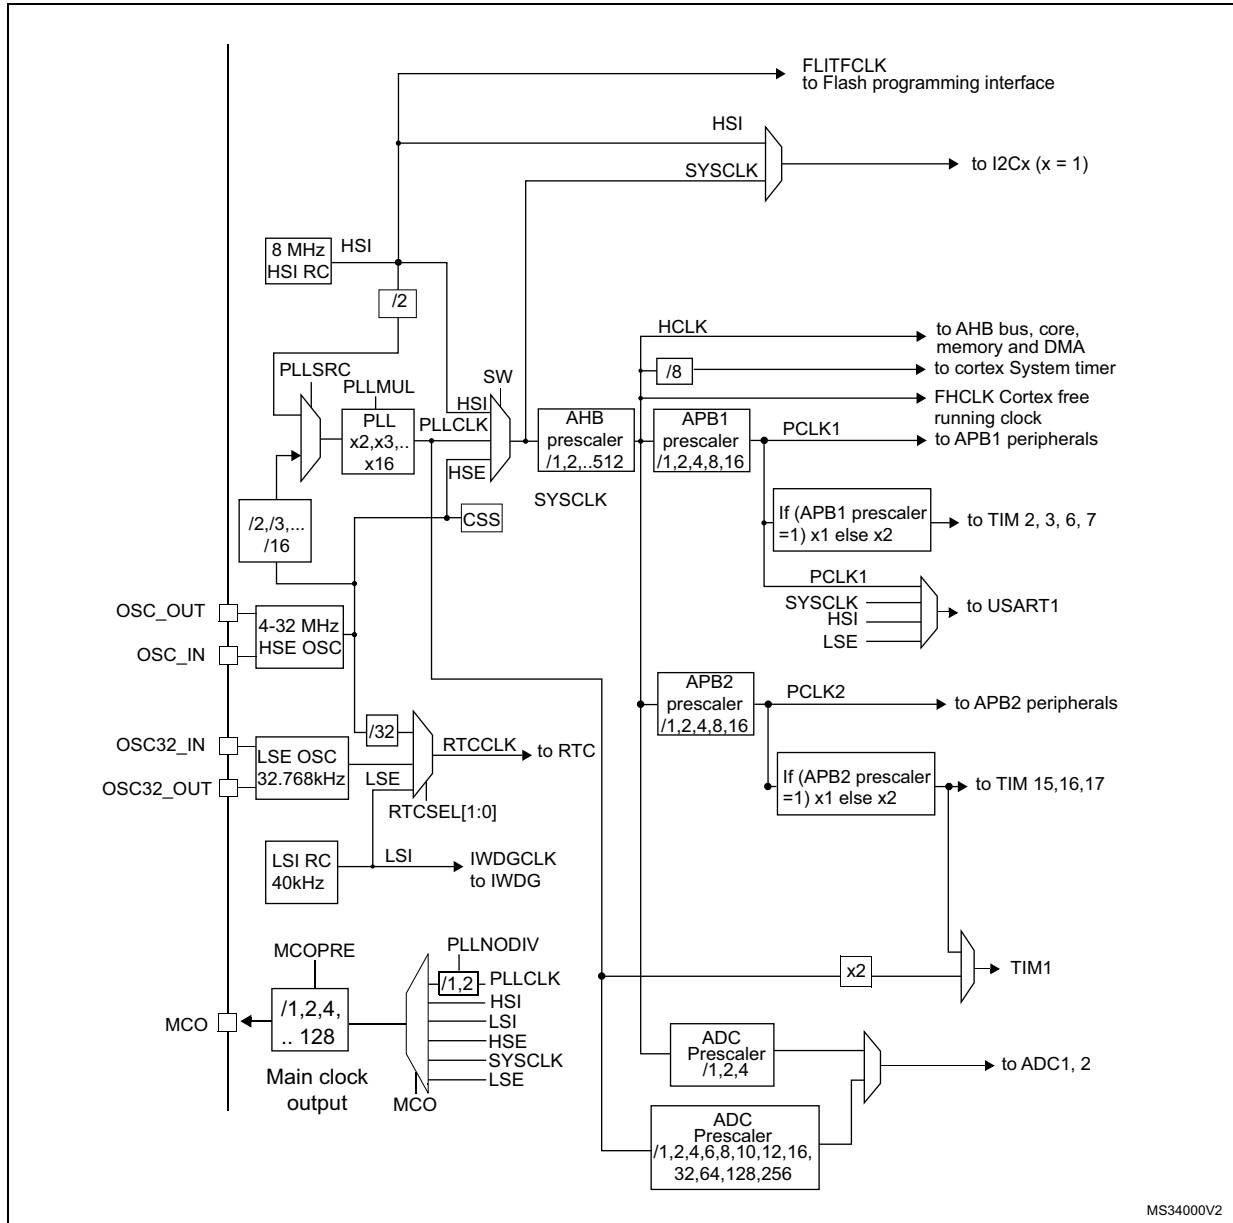 FLITFCLK
to Flash programming interface
HSI
SYSCLK
to I2Cx (x = 1)
8 MHz
HSI RC
HSI
/2
HCLK
to AHB bus, core,
memory and DMA
/8
to cortex System timer
FHCLK Cortex free
running clock
PLLSRC
PLLMUL
PLL
x2,x3,..
x16
PLLCLK
HSI
SW
HSE
AHB
prescaler
/1,2,..512
APB1
prescaler
/1,2,4,8,16
PCLK1
to APB1 peripherals
SYSCLK
CSS
/2,/3,...
/16
If (APB1 prescaler
=1) x1 else x2
to TIM 2, 3, 6, 7
PCLK1
SYSCLK
HSI
LSE
to USART1
OSC_OUT
OSC_IN
4-32 MHz
HSE OSC
APB2
prescaler
/1,2,4,8,16
PCLK2
to APB2 peripherals
/32
OSC32_IN
OSC32_OUT
LSE OSC
32.768kHz
LSE
RTCCLK
to RTC
RTCSEL[1:0]
If (APB2 prescaler
=1) x1 else x2
to TIM 15,16,17
LSI RC
40kHz
LSI
IWDGCLK
to IWDG
MCOPRE
PLLNODIV
/1,2
PLLCLK
HSI
LSI
HSE
SYSCLK
LSE
x2
TIM1
MCO
/1,2,4,
.. 128
Main clock
output
MCO
ADC
Prescaler
/1,2,4
to ADC1, 2
ADC
Prescaler
/1,2,4,6,8,10,12,16,
32,64,128,256
MS34000V2